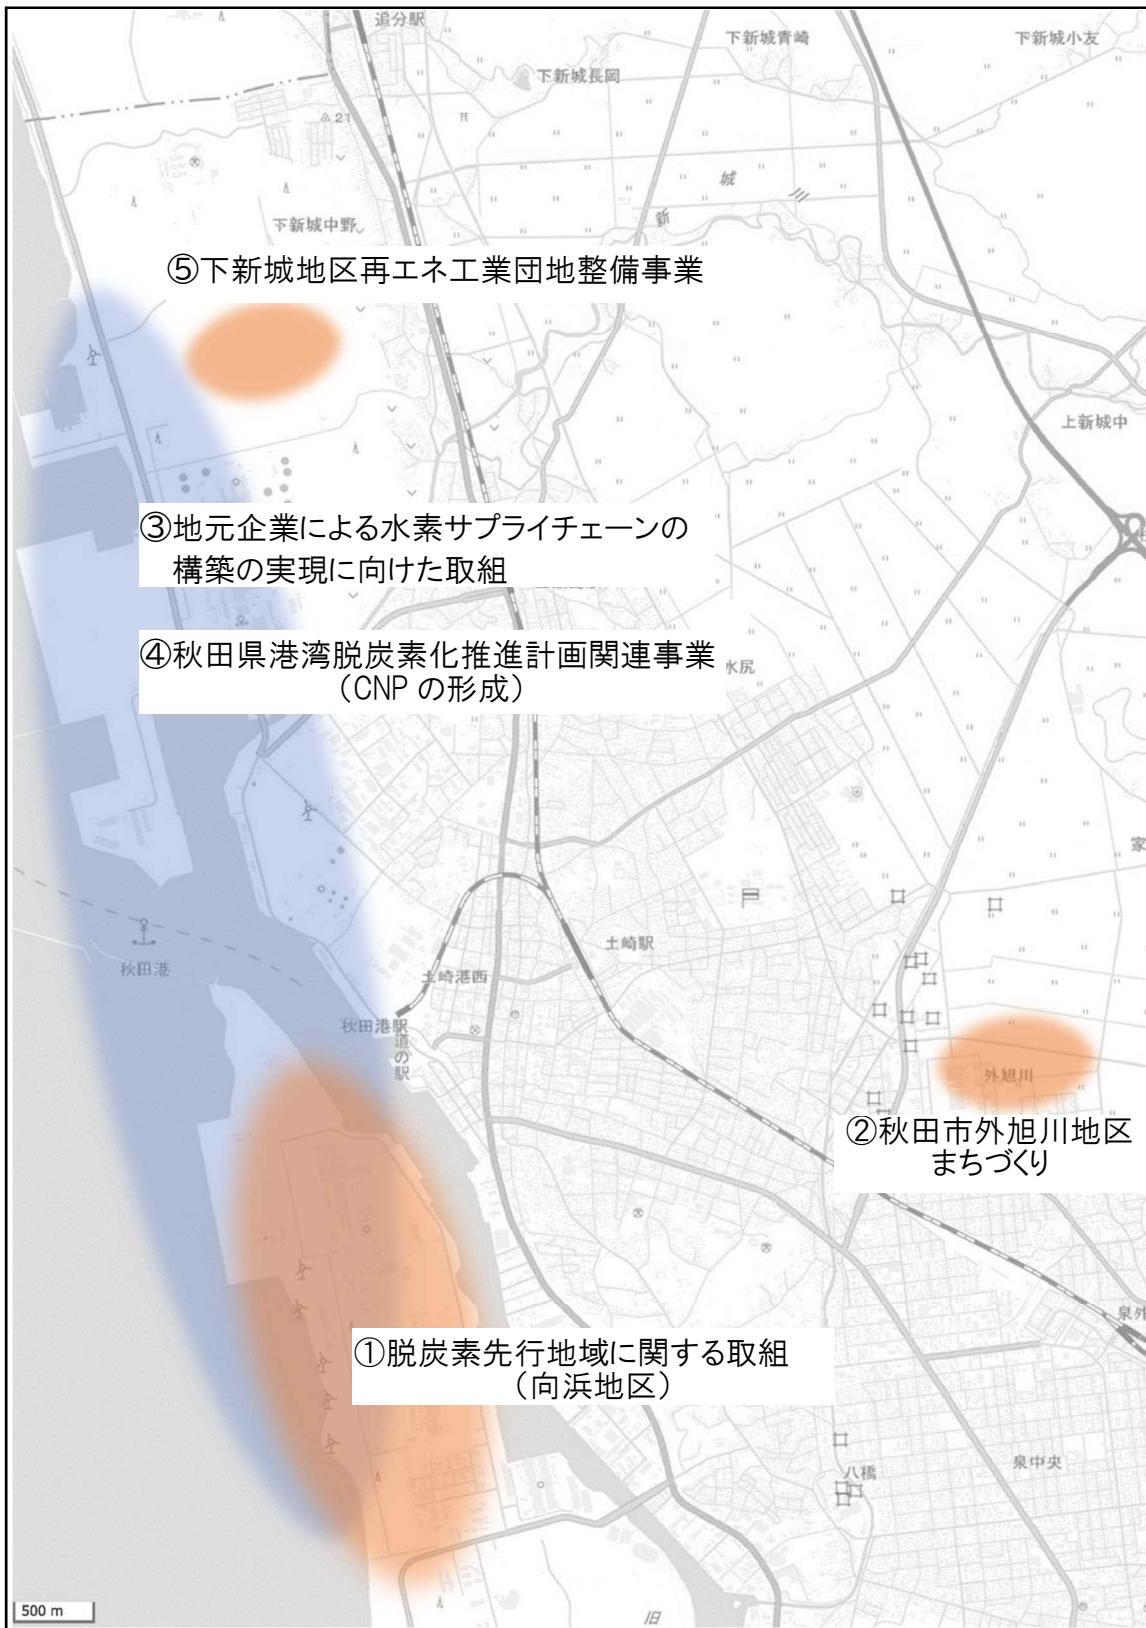 追分駅
下新城青崎
下新城小友
下新城長岡
21
城
川
新
下新城中野
⑤下新城地区再エネ工業団地整備事業
上新城中
③地元企業による水素サプライチェーンの
構築の実現に向けた取組
④秋田県港湾脱炭素化推進計画関連事業
(CNPの形成)
水尻
家
土崎駅
秋田港
土崎港西
秋田港駅
道の駅
外旭川
②秋田市外旭川地区
まちづくり
泉外
①脱炭素先行地域に関する取組
(向浜地区)
泉中央
八橋
500 m
旧